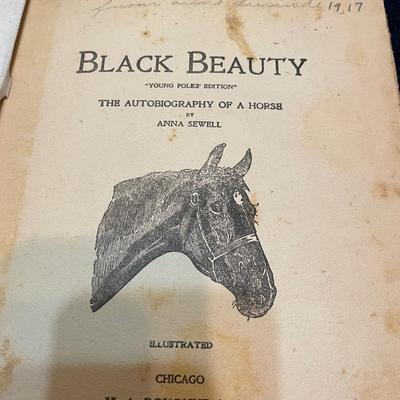 from aunt 1917
BLACK BEAUTY
"YOUNG FOLKS' EDITION"
THE AUTOBIOGRAPHY OF A HORSE
BY
ANNA SEWELL
ILLUSTRATED
CHICAGO